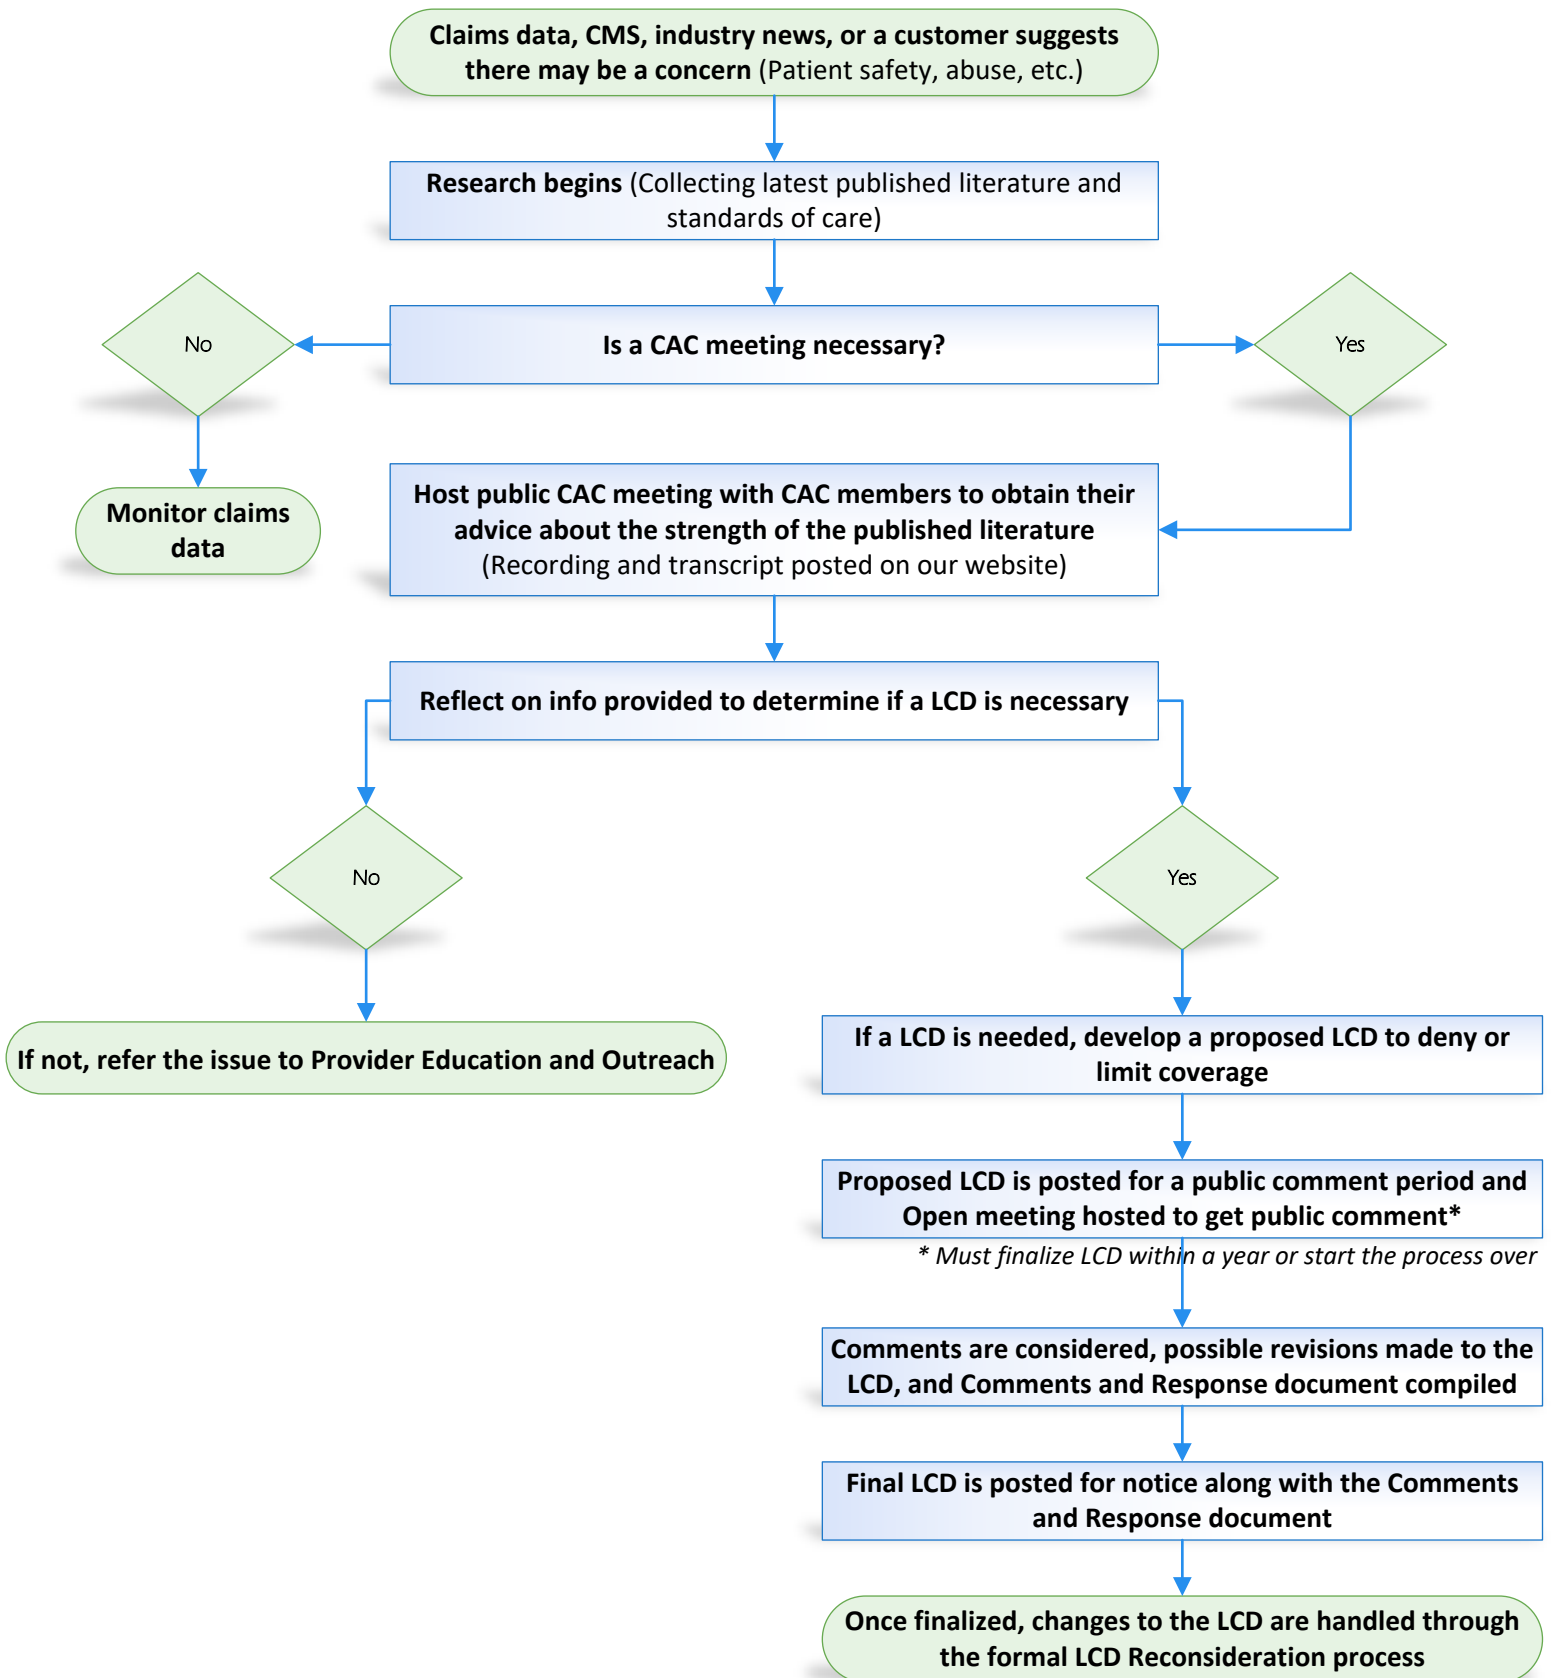 Claims data, CMS, industry news, or a customer suggests
there may be a concern (Patient safety, abuse, etc.)
Research begins (Collecting latest published literature and
standards of care)
No
Is a CAC meeting necessary?
Yes
Monitor claims
data
Host public CAC meeting with CAC members to obtain their
advice about the strength of the published literature
(Recording and transcript posted on our website)
Reflect on info provided to determine if a LCD is necessary
No
Yes
If not, refer the issue to Provider Education and Outreach
If a LCD is needed, develop a proposed LCD to deny or
limit coverage
Proposed LCD is posted for a public comment period and
Open meeting hosted to get public comment*
* Must finalize LCD within a year or start the process over
Comments are considered, possible revisions made to the
LCD, and Comments and Response document compiled
Final LCD is posted for notice along with the Comments
and Response document
Once finalized, changes to the LCD are handled through
the formal LCD Reconsideration process